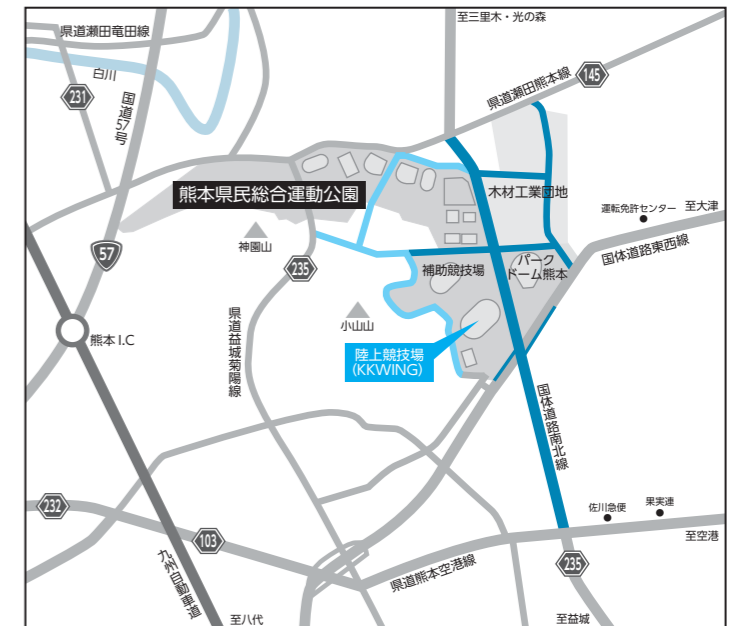 至三里木・光の森
県道瀬田竜田線
白川
231
国道57号
県道瀬田熊本線
145
熊本県民総合運動公園
木材工業団地
運転免許センター
至大津
神園山
57
235
補助競技場
パーク
ドーム熊本
国体道路東西線
小山山
熊本 I.C
県道益城菊陽線
陸上競技場
(KKWING)
国体道路南北線
232
103
佐川急便
果実連
至空港
九州自動車道
県道熊本空港線
235
至八代
至益城